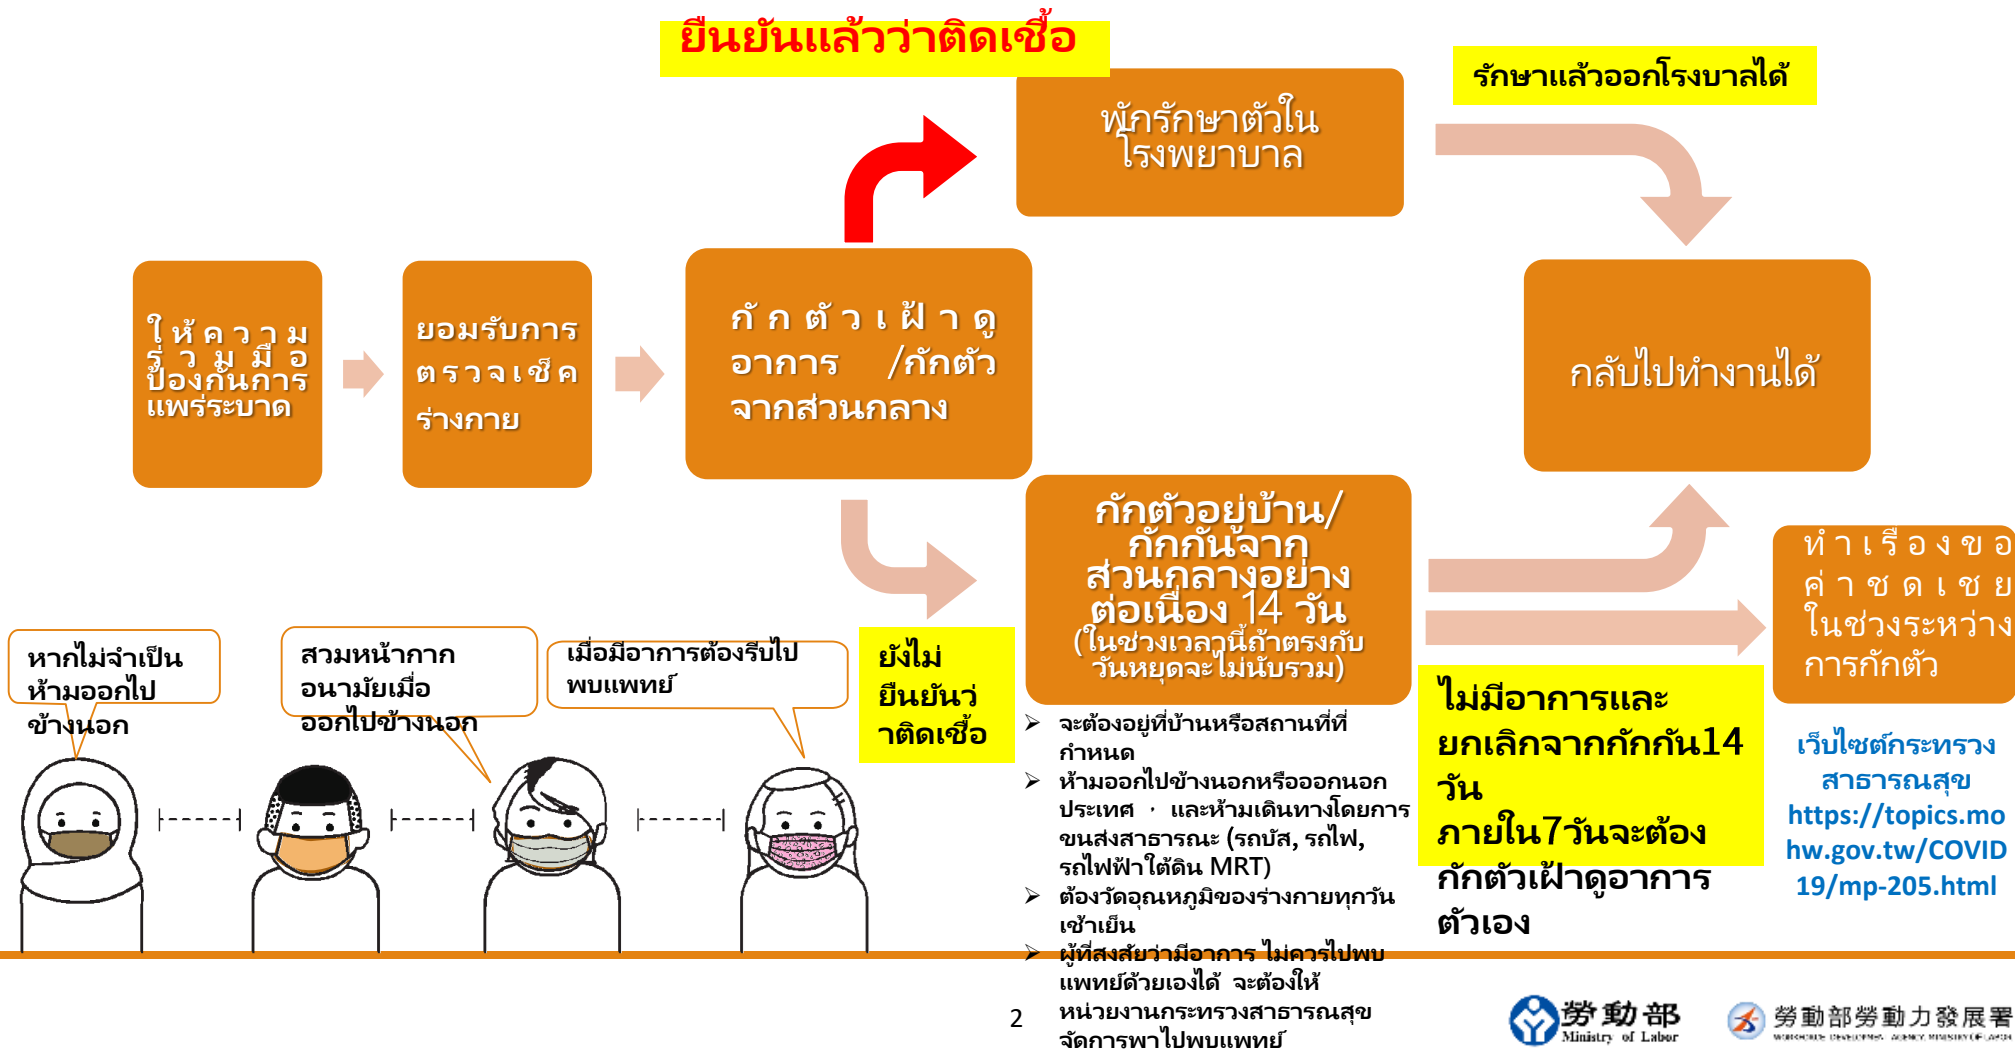 ยืนยันแล้วว่าติดเชื้อ
รักษาแล้วออกโรงบาลได้
พักรักษาตัวใน
โรงพยาบาล
ให้ความ
ร่วมมือ
ป้องกันการ
แพร่ระบาด
ยอมรับการ
ตรวจเช็ค
ร่างกาย
กักตัวเฝ้าดู
อาการ /กักตัว
จากส่วนกลาง
กลับไปทำงานได้
กักตัวอยู่บ้าน/
กักกันจาก
ส่วนกลางอย่าง
ต่อเนื่อง 14 วัน
(ในช่วงเวลานี้ถ้าตรงกับ
วันหยุดจะไม่นับรวม)
ทำเรื่องขอ
ค่าชดเชย
ในช่วงระหว่าง
การกักตัว
หากไม่จำเป็น
ห้ามออกไป
ข้างนอก
สวมหน้ากาก
อนามัยเมื่อ
ออกไปข้างนอก
เมื่อมีอาการต้องรีบไป
พบแพทย์
ยังไม่
ยืนยันว่
าติดเชื้อ
➢ จะต้องอยู่ที่บ้านหรือสถานที่ที่
กำหนด
➢ ห้ามออกไปข้างนอกหรือออกนอก
ประเทศ , และห้ามเดินทางโดยการ
ขนส่งสาธารณะ (รถบัส, รถไฟ,
รถไฟฟ้าใต้ดิน MRT)
➢ ต้องวัดอุณหภูมิของร่างกายทุกวัน
เช้าเย็น
➢ ผู้ที่สงสัยว่ามีอาการ ไม่ควรไปพบ
แพทย์ด้วยเองได้ จะต้องให้
หน่วยงานกระทรวงสาธารณสุข
จัดการพาไปพบแพทย์
ไม่มีอาการและ
ยกเลิกจากกักกัน14
วัน
ภายใน7วันจะต้อง
กักตัวเฝ้าดูอาการ
ตัวเอง
เว็บไซต์กระทรวง
สาธารณสุข
https://topics.mo
hw.gov.tw/COVID
19/mp-205.html
2
勞動部
Ministry of Labor
勞動部勞動力發展署
WORKFORCE DEVELOPMENT AGENCY, MINISTRY OF LABOR